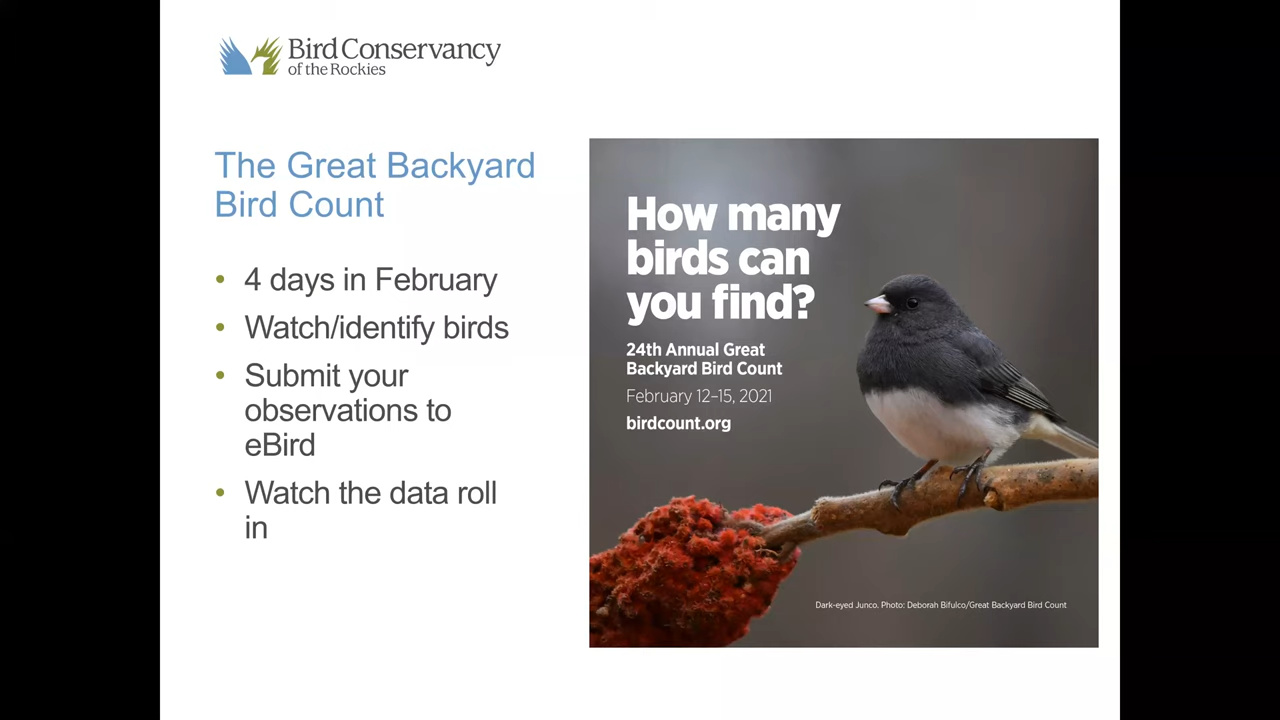 Bird Conservancy
of the Rockies
The Great Backyard
Bird Count
• 4 days in February
• Watch/identify birds
• Submit your
observations to
eBird
• Watch the data roll
in
How many
birds can
you find?
24th Annual Great
Backyard Bird Count
February 12–15, 2021
birdcount.org
Dark-eyed Junco. Photo: Deborah Bifulco/Great Backyard Bird Count